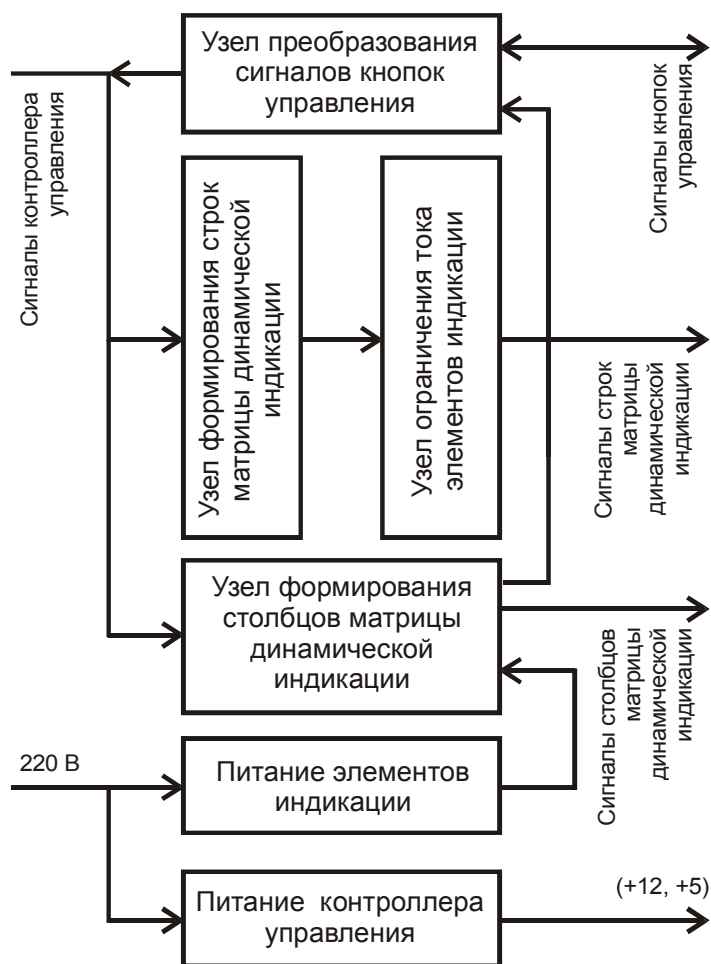 Узел преобразования
сигналов кнопок
управления
Сигналы контроллера
управления
Сигналы кнопок
управления
Узел формирования строк
матрицы динамической
индикации
Узел ограничения тока
элементов индикации
Сигналы строк
матрицы
динамической
индикации
Узел формирования
столбцов матрицы
динамической
индикации
Сигналы столбцов
матрицы
динамической
индикации
220 В
Питание элементов
индикации
Питание контроллера
управления
(+12, +5)